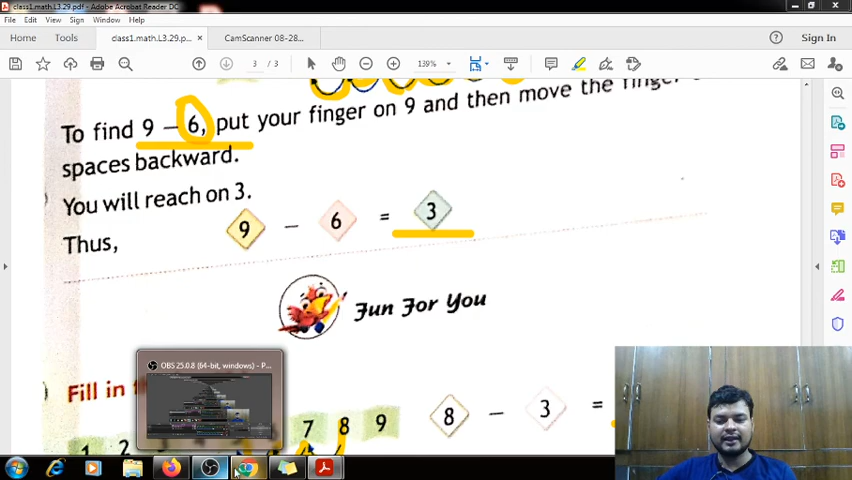 class1.math.L3.29.pdf - Adobe Acrobat Reader DC
File Edit View Sign Window Help
Home Tools class1.math.L3.29.p... × CamScanner 08-28... Sign In
3 / 3 139%
To find 9 – 6, put your finger on 9 and then move the finger
spaces backward.
You will reach on 3.
Thus, 9 – 6 = 3
Fun For You
OBS 25.0.8 (64-bit, windows) - P...
Fill in
8 – 3 =
1 2 7 8 9